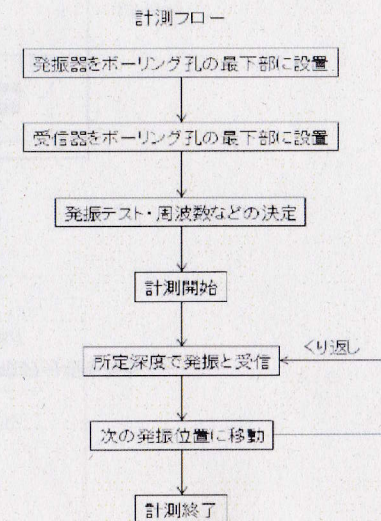 計測フロー
発振器をボーリング孔の最下部に設置
受信器をボーリング孔の最下部に設置
発振テスト・周波数などの決定
計測開始
所定深度で発振と受信
くり返し
次の発振位置に移動
計測終了